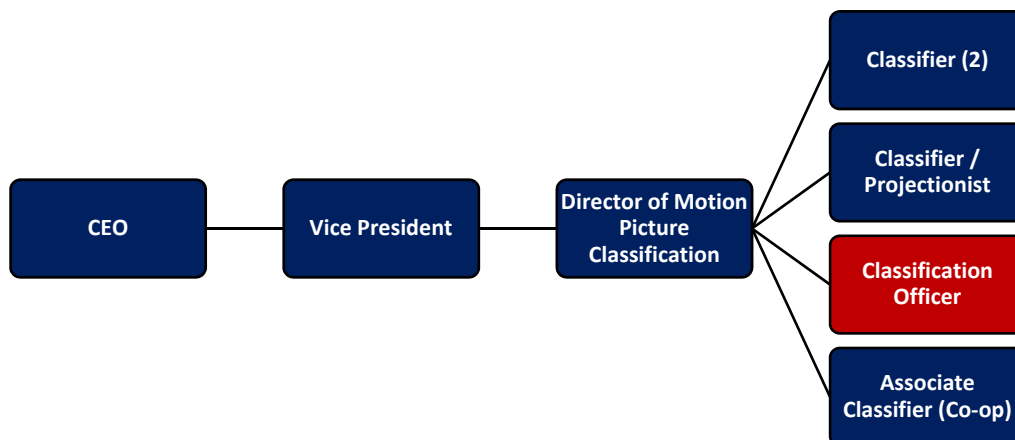 Classifier (2)
Classifier /
Projectionist
CEO
Vice President
Director of Motion
Picture
Classification
Classification
Officer
Associate
Classifier (Co-op)